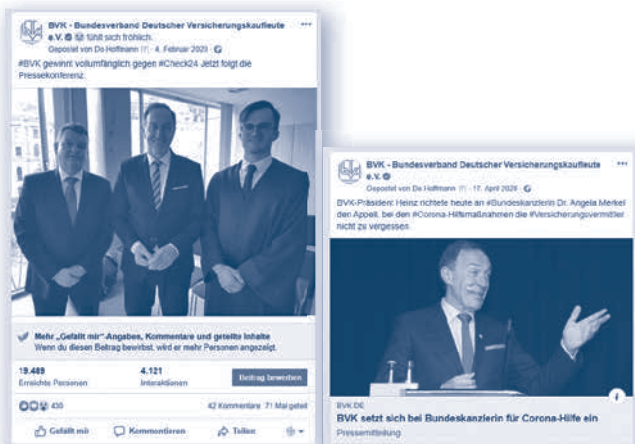 BVK - Bundesverband Deutscher Versicherungskaufleute
e.V. fühlt sich fröhlich.
Gepostet von Do Hoffmann [?] · 4. Februar 2020 ·
#BVK gewinnt vollumfänglich gegen #Check24 Jetzt folgt die
Pressekonferenz.
Mehr „Gefällt mir“-Angaben, Kommentare und geteilte Inhalte
Wenn du diesen Beitrag bewirbst, wird er mehr Personen angezeigt.
19.489
Erreichte Personen
4.121
Interaktionen
Beitrag bewerben
430
42 Kommentare 71 Mal geteilt
Gefällt mir
Kommentieren
Teilen
BVK - Bundesverband Deutscher Versicherungskaufleute
e.V.
Gepostet von Do Hoffmann [?] · 17. April 2020 ·
BVK-Präsident Heinz richtete heute an #Bundeskanzlerin Dr. Angela Merkel
den Appell, bei den #Corona-Hilfsmaßnahmen die #Versicherungsvermittler
nicht zu vergessen.
BVK.DE
BVK setzt sich bei Bundeskanzlerin für Corona-Hilfe ein
Pressemitteilung